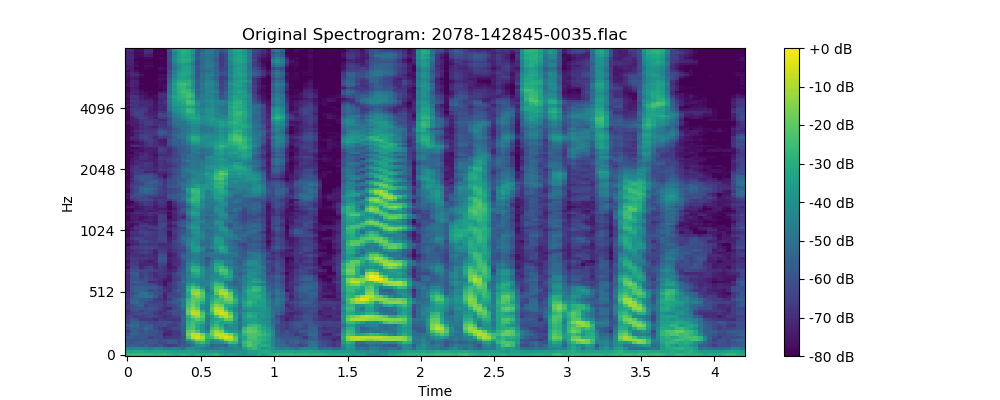 Original Spectrogram: 2078-142845-0035.flac
Hz
4096
2048
1024
512
0
0 0.5 1 1.5 2 2.5 3 3.5 4
Time
+0 dB
-10 dB
-20 dB
-30 dB
-40 dB
-50 dB
-60 dB
-70 dB
-80 dB